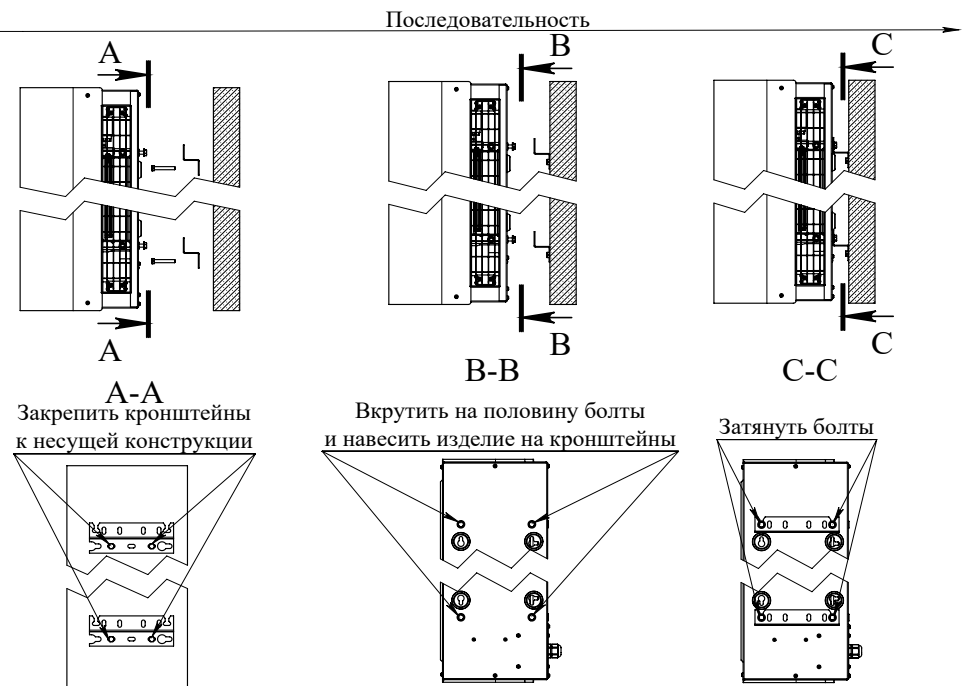 Последовательность
A
B
C
A
B
C
A-A
B-B
C-C
Закрепить кронштейны
к несущей конструкции
Вкрутить на половину болты
и навесить изделие на кронштейны
Затянуть болты